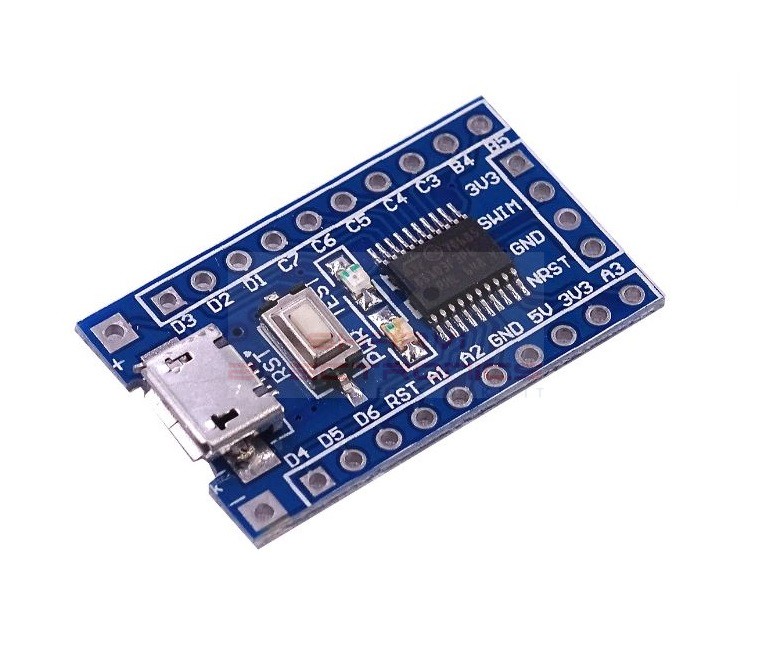 D3 D2 D1 C7 C6 C5 C4 C3 B4 B5
3V3
SWIM
GND
NRST
TEST
PWR
RST
+
-
D4 D5 D6 RST A1 A2 GND 5V 3V3 A3